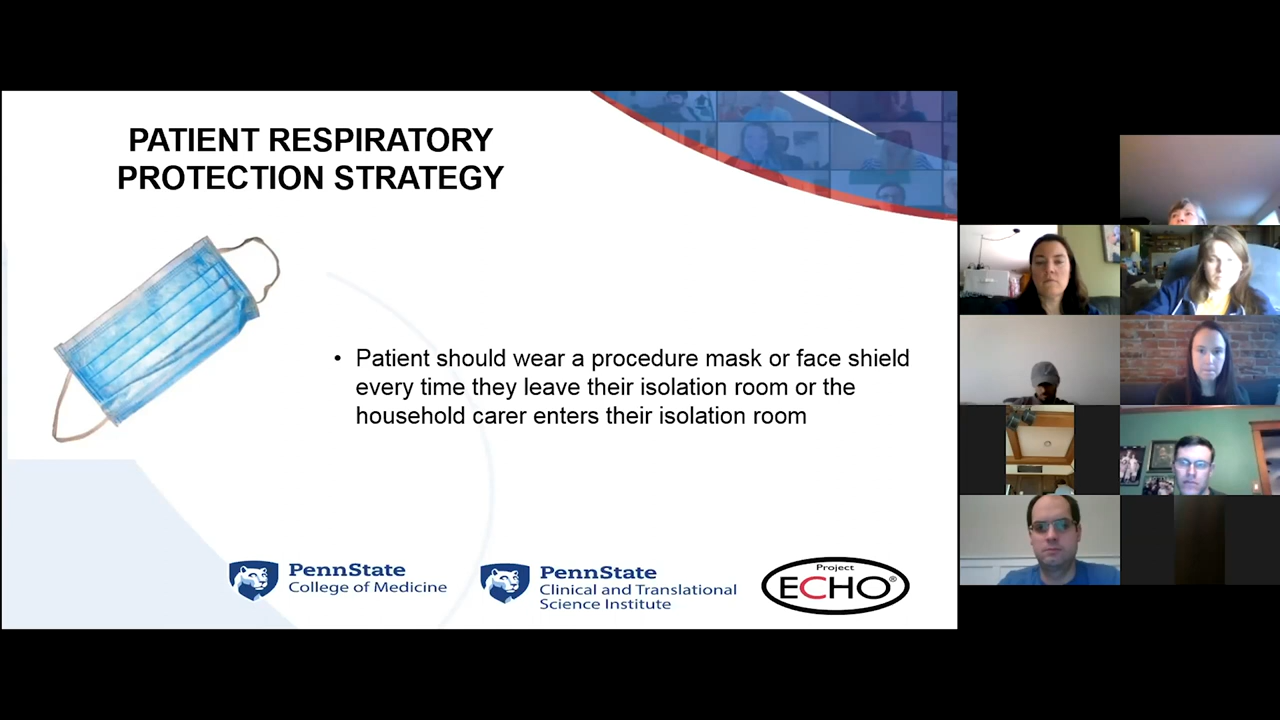 PATIENT RESPIRATORY
PROTECTION STRATEGY
• Patient should wear a procedure mask or face shield
every time they leave their isolation room or the
household carer enters their isolation room
PennState
College of Medicine
PennState
Clinical and Translational
Science Institute
Project
ECHO®